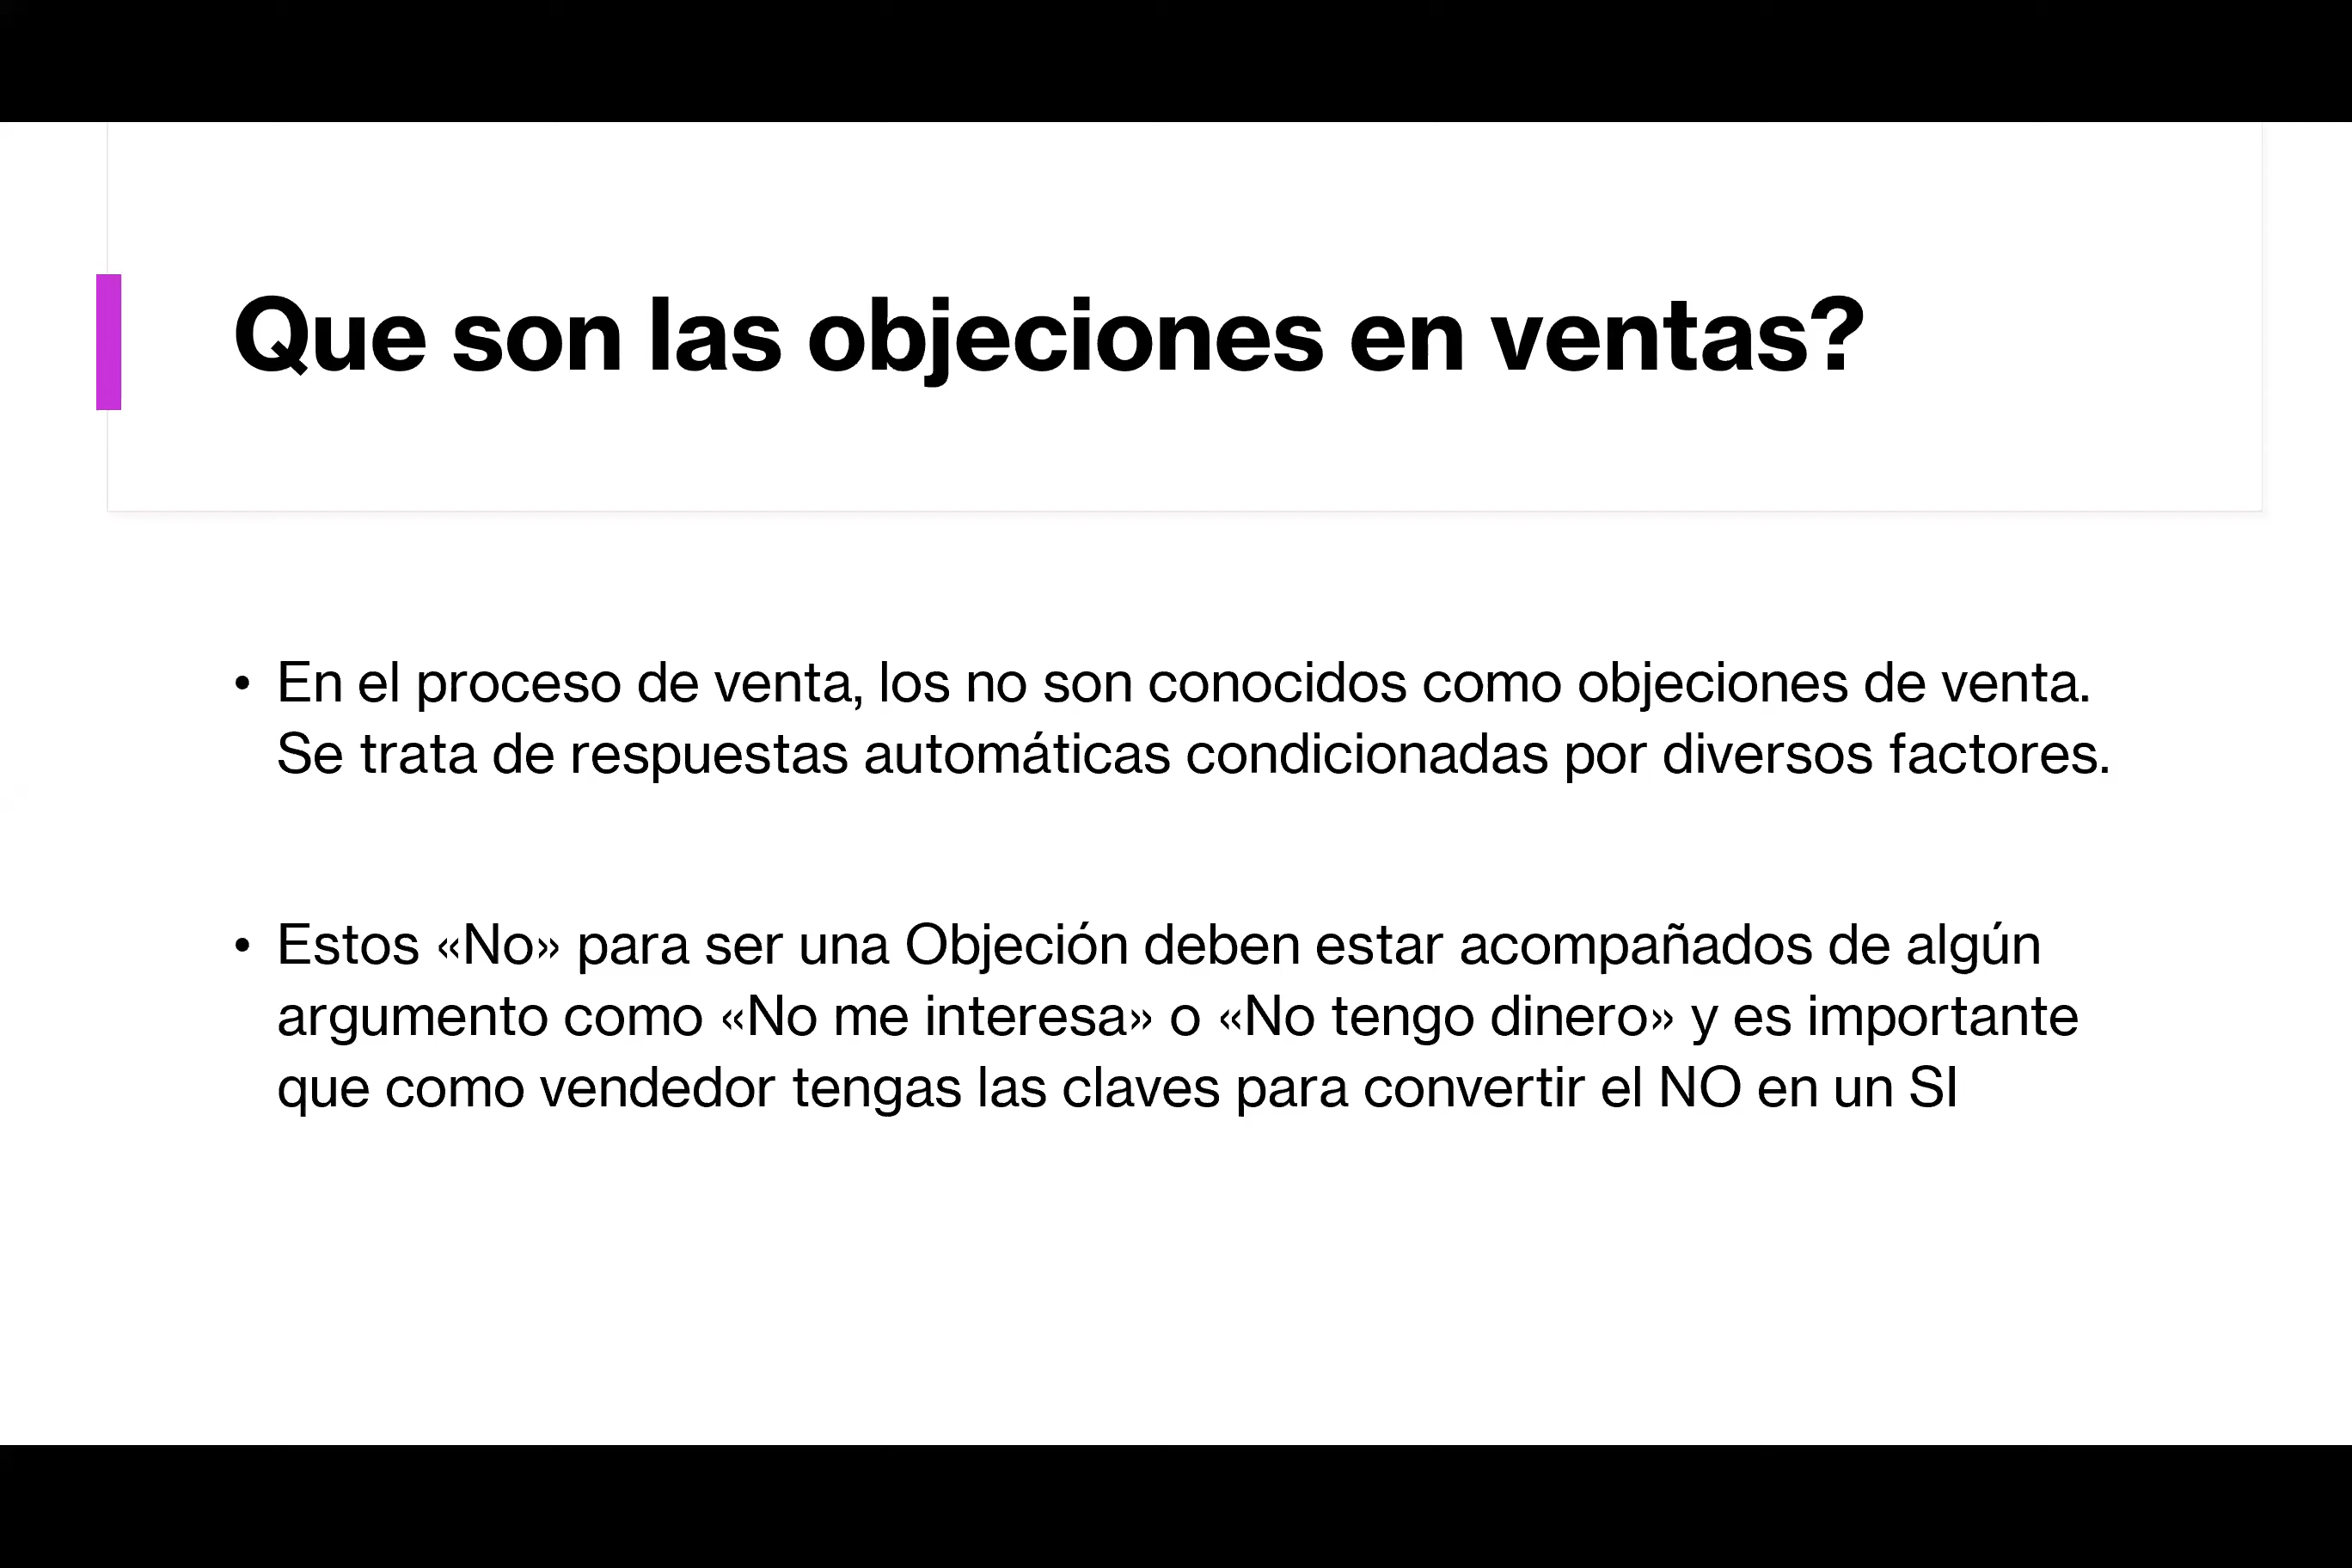 Que son las objeciones en ventas?
• En el proceso de venta, los no son conocidos como objeciones de venta.
Se trata de respuestas automáticas condicionadas por diversos factores.
• Estos «No» para ser una Objeción deben estar acompañados de algún
argumento como «No me interesa» o «No tengo dinero» y es importante
que como vendedor tengas las claves para convertir el NO en un SI